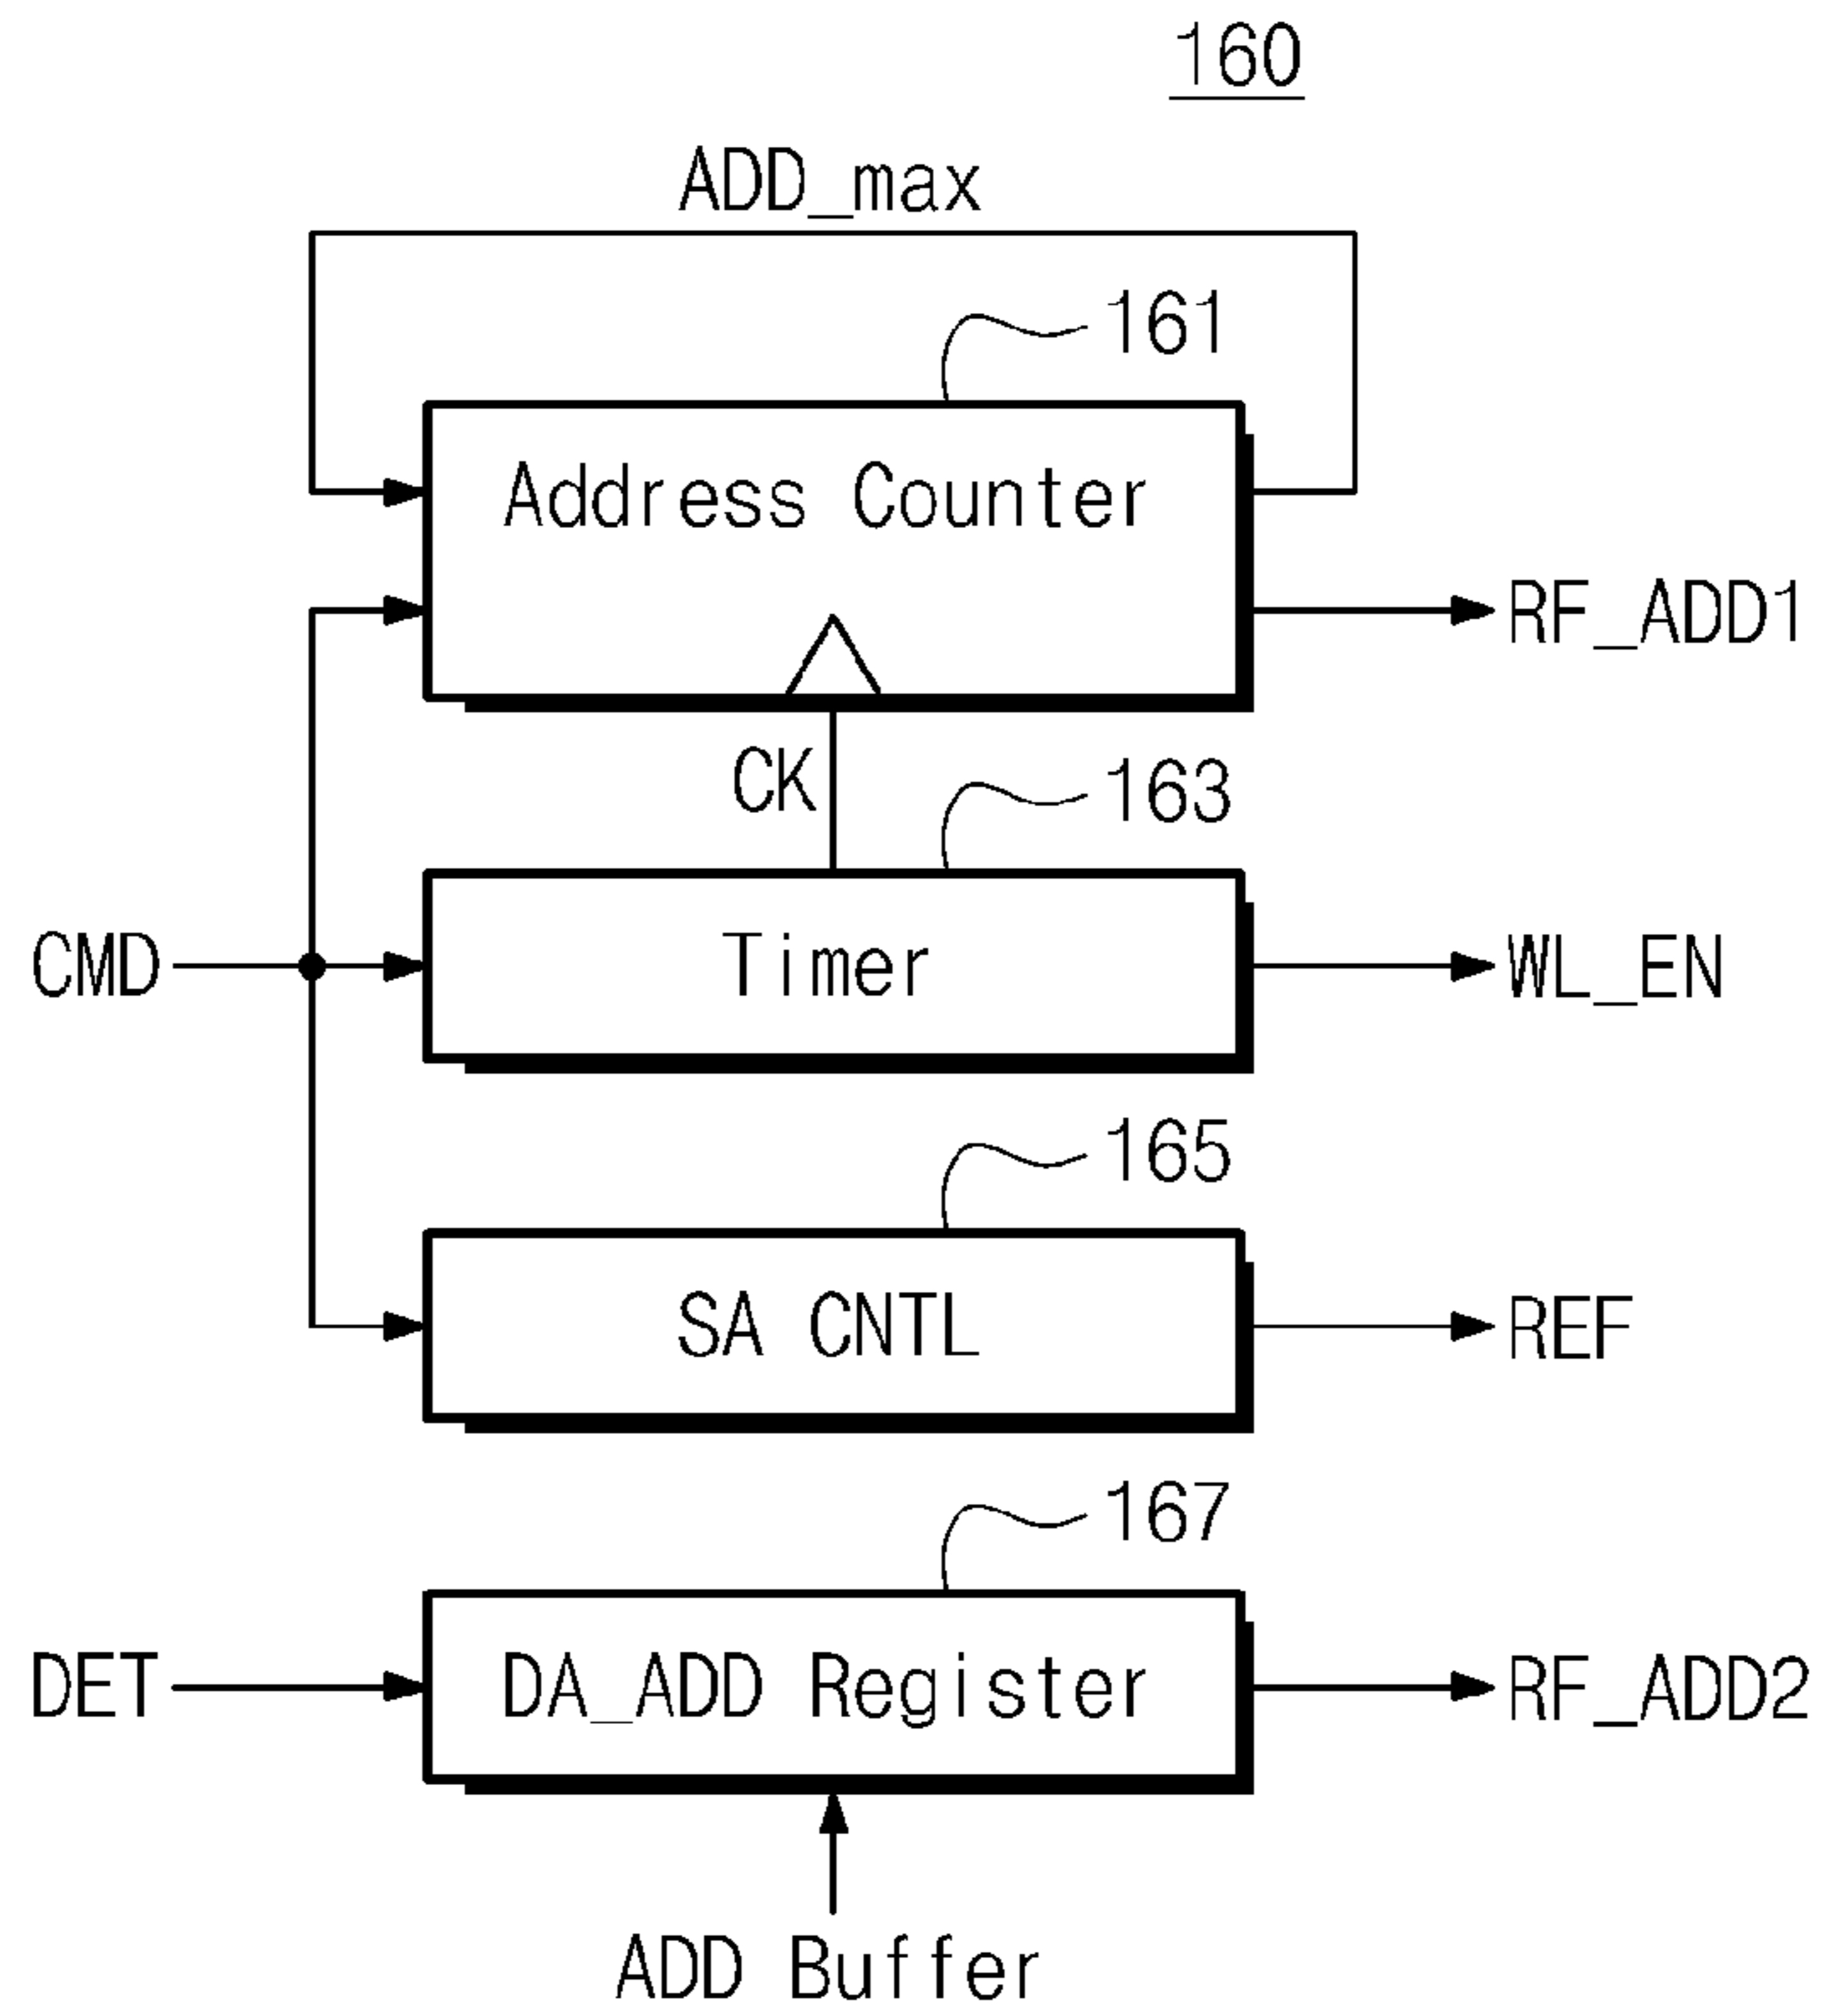 160
ADD_max
161
Address Counter
RF_ADD1
CK
163
CMD
Timer
WL_EN
165
SA CNTL
REF
167
DET
DA_ADD Register
RF_ADD2
ADD Buffer